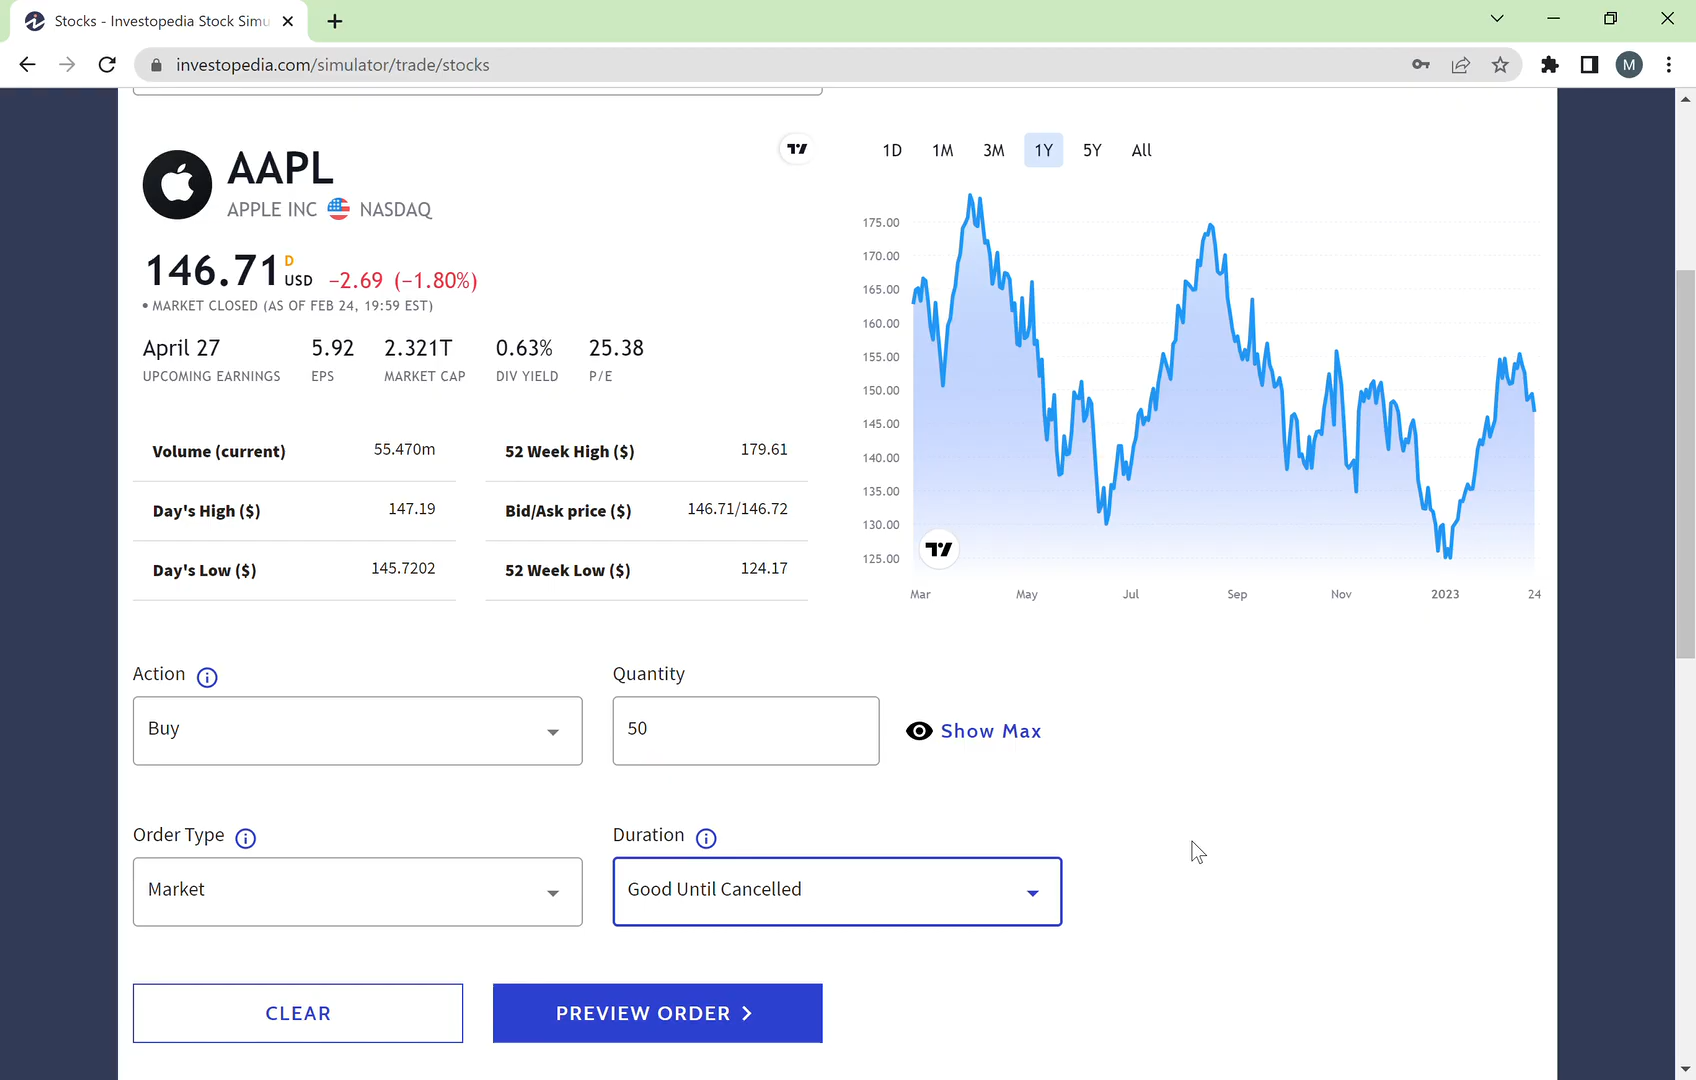 Stocks - Investopedia Stock Simu
investopedia.com/simulator/trade/stocks
M
AAPL
APPLE INC NASDAQ
146.71 D USD −2.69 (−1.80%)
• MARKET CLOSED (AS OF FEB 24, 19:59 EST)
April 27 5.92 2.321T 0.63% 25.38
UPCOMING EARNINGS EPS MARKET CAP DIV YIELD P/E
Volume (current) 55.470m 52 Week High ($) 179.61
Day's High ($) 147.19 Bid/Ask price ($) 146.71/146.72
Day's Low ($) 145.7202 52 Week Low ($) 124.17
1D 1M 3M 1Y 5Y All
175.00
170.00
165.00
160.00
155.00
150.00
145.00
140.00
135.00
130.00
125.00
Mar May Jul Sep Nov 2023 24
Action Quantity
Buy 50 Show Max
Order Type Duration
Market Good Until Cancelled
CLEAR PREVIEW ORDER